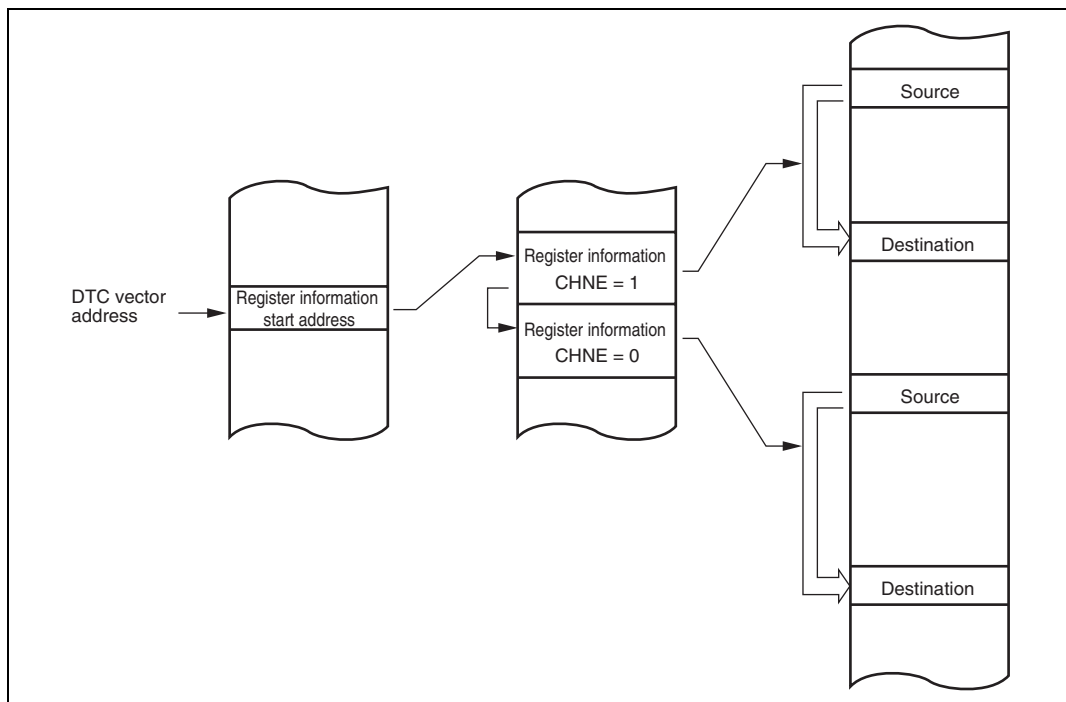 DTC vector
address
Register information
start address
Register information
CHNE = 1
Register information
CHNE = 0
Source
Destination
Source
Destination